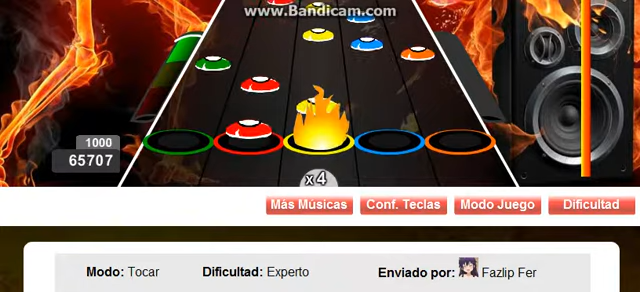 www.Bandicam.com
1000
65707
x4
Más Músicas
Conf. Teclas
Modo Juego
Dificultad
Modo: Tocar
Dificultad: Experto
Enviado por: Fazlip Fer